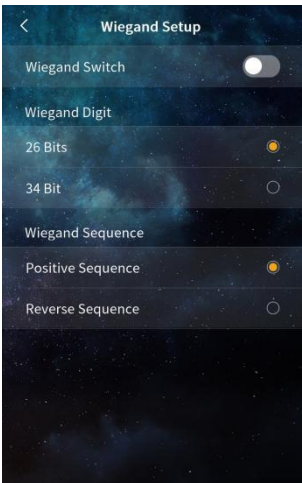 Wiegand Setup
Wiegand Switch
Wiegand Digit
26 Bits
34 Bit
Wiegand Sequence
Positive Sequence
Reverse Sequence